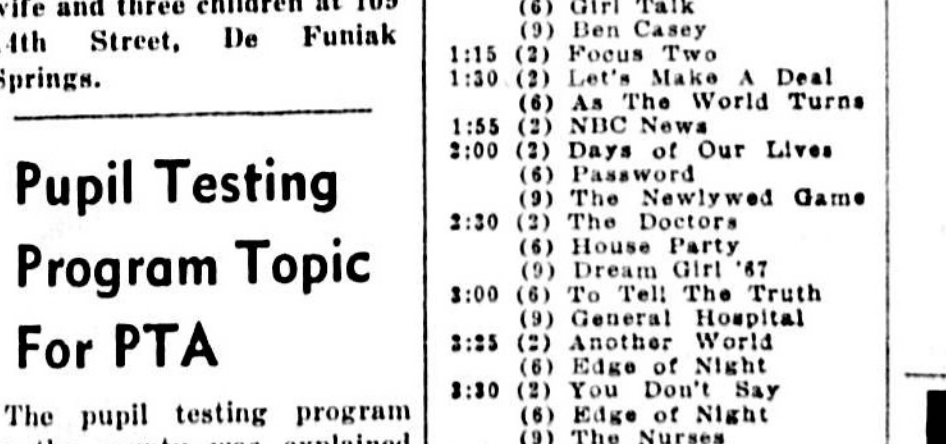 wife and three children at 105
4th Street, De Funiak
Springs.
Pupil Testing
Program Topic
For PTA
The pupil testing program
explained
(6) Girl Talk
(9) Ben Casey
1:15 (2) Focus Two
1:30 (2) Let's Make A Deal
(6) As The World Turns
1:55 (2) NBC News
2:00 (2) Days of Our Lives
(6) Password
(9) The Newlywed Game
2:30 (2) The Doctors
(6) House Party
(9) Dream Girl '67
3:00 (6) To Tell The Truth
(9) General Hospital
3:25 (2) Another World
(6) Edge of Night
3:30 (2) You Don't Say
(6) Edge of Night
(9) The Nurses